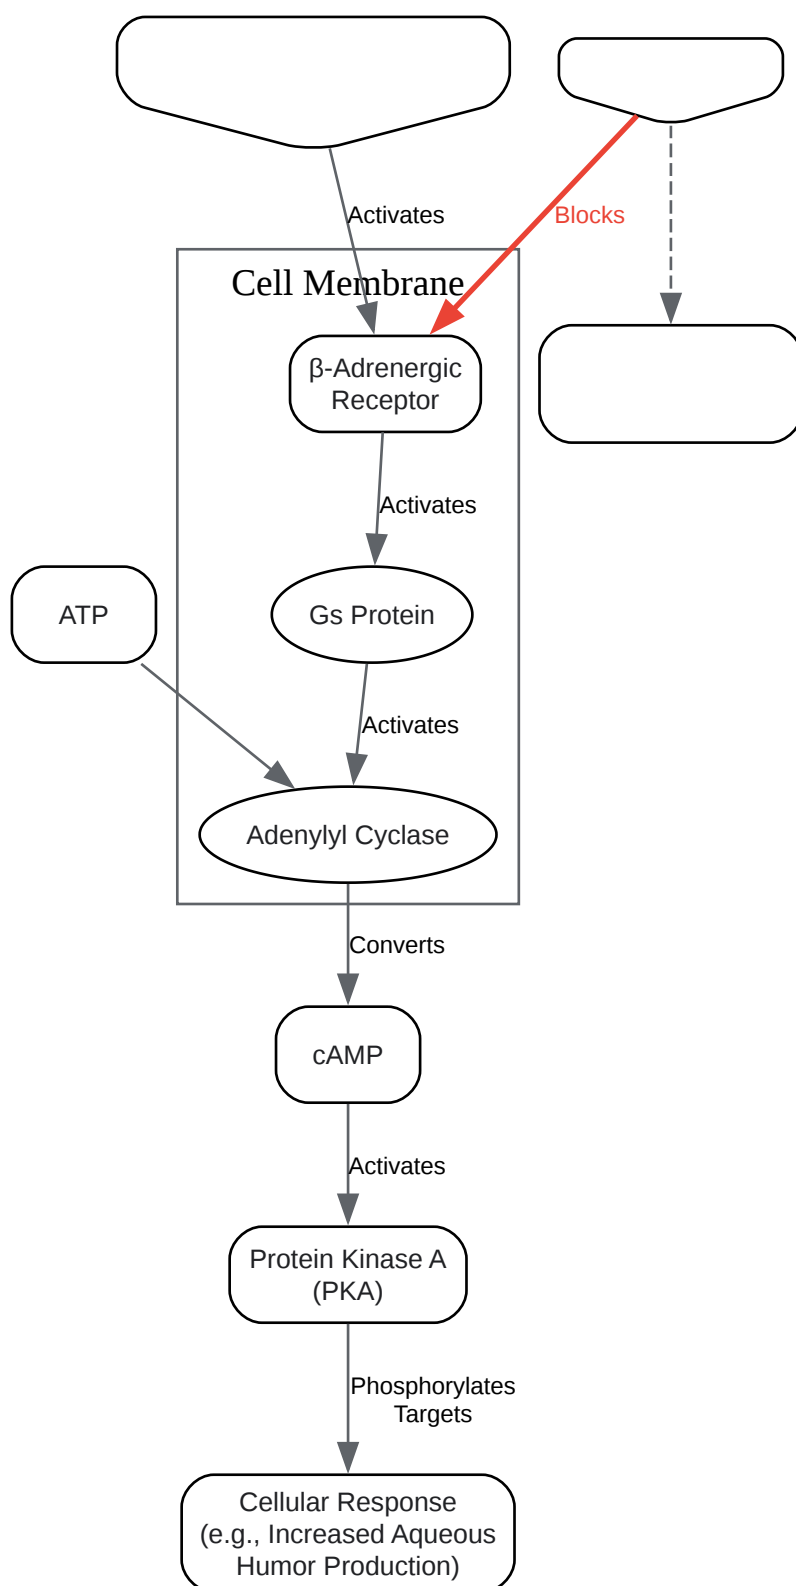 Activates
Blocks
Cell Membrane
β-Adrenergic
Receptor
Activates
ATP
Gs Protein
Activates
Adenylyl Cyclase
Converts
cAMP
Activates
Protein Kinase A
(PKA)
Phosphorylates
Targets
Cellular Response
(e.g., Increased Aqueous
Humor Production)